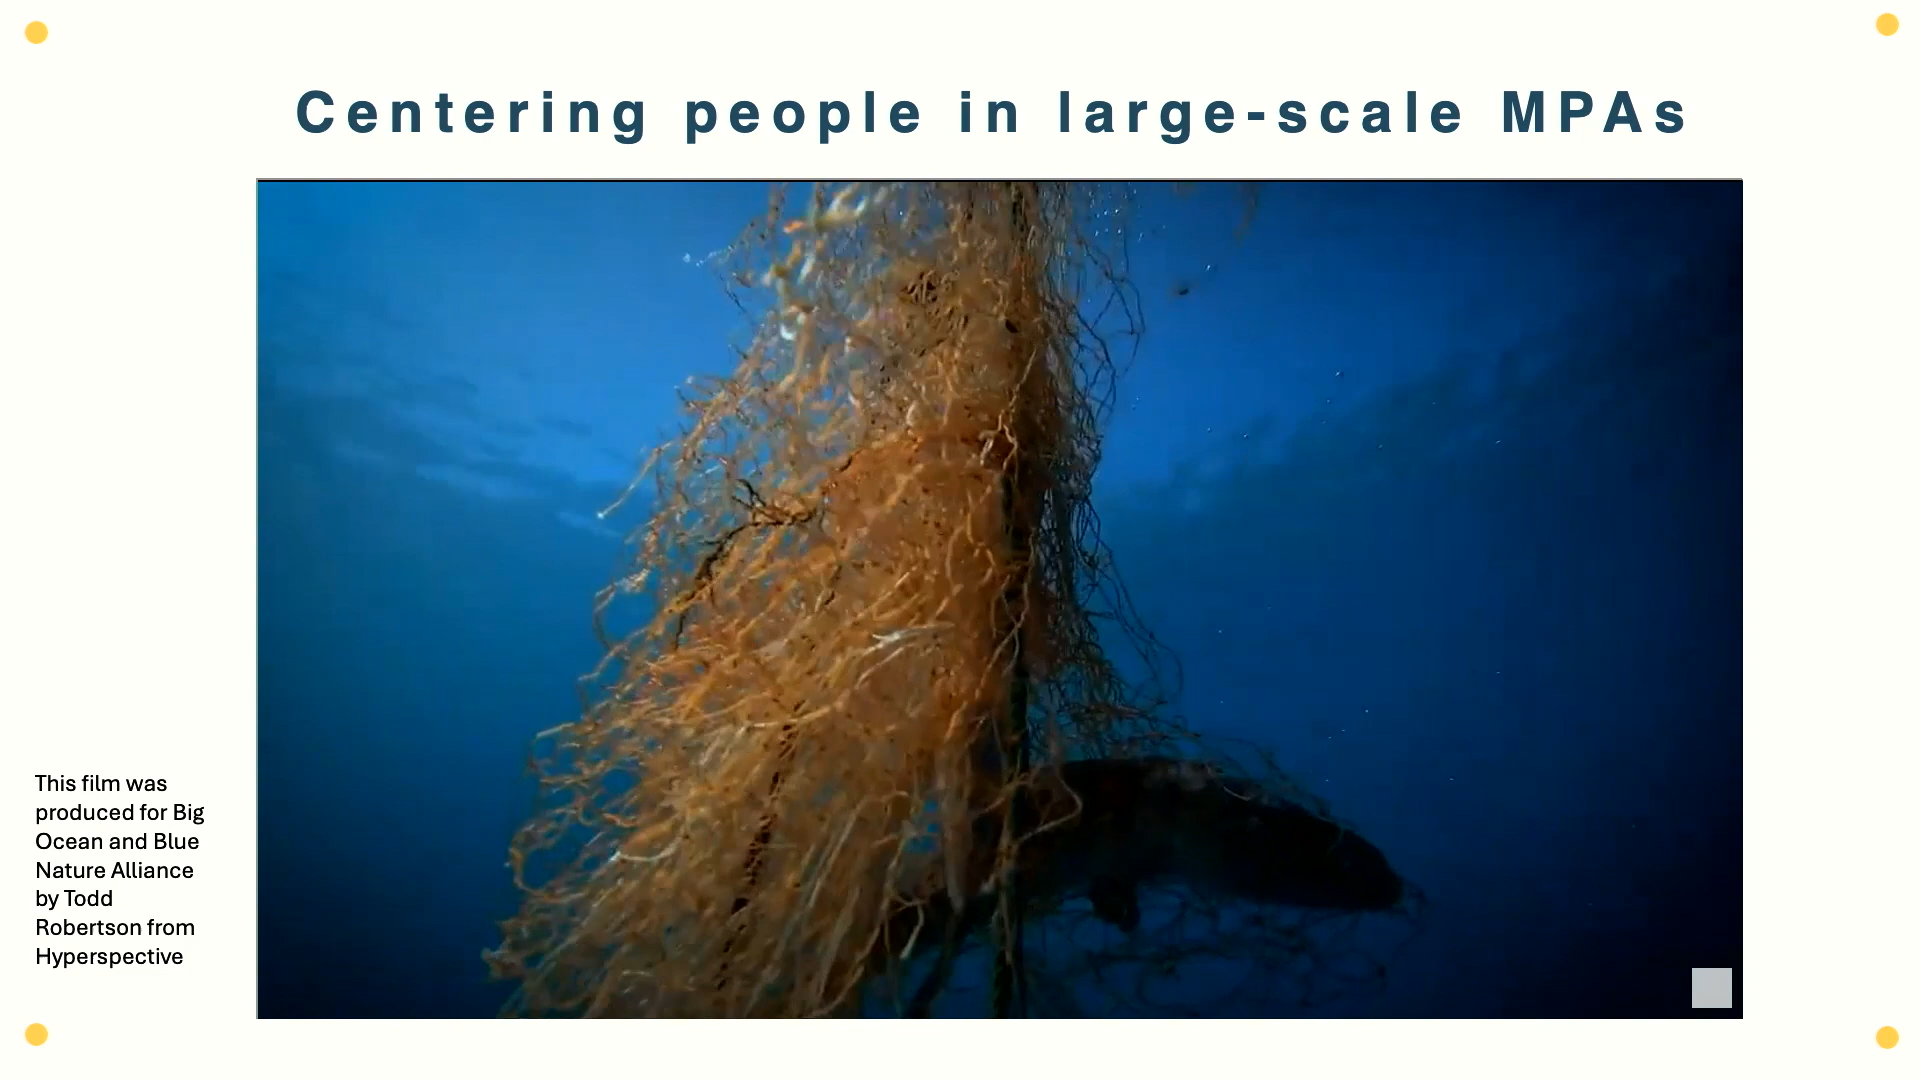 Centering people in large-scale MPAs
This film was
produced for Big
Ocean and Blue
Nature Alliance
by Todd
Robertson from
Hyperspective